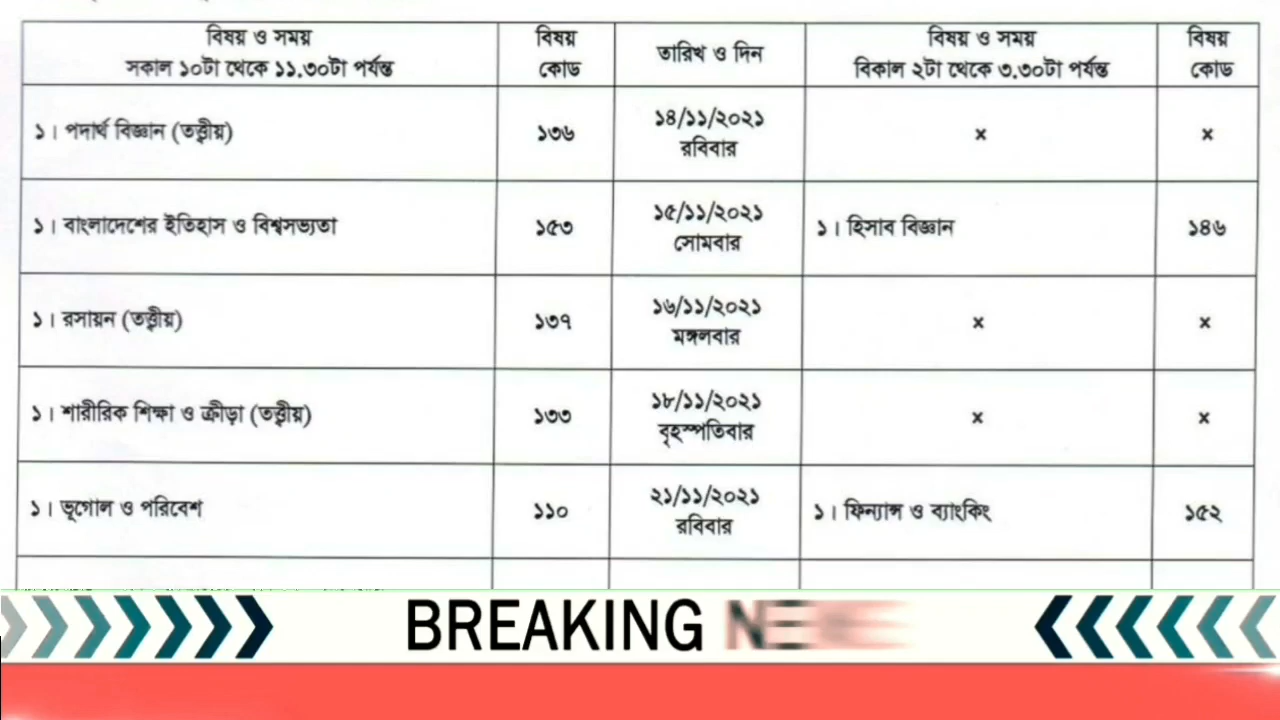 বিষয় ও সময়
সকাল ১০টা থেকে ১১.৩০টা পর্যন্ত
বিষয়
কোড
তারিখ ও দিন
বিষয় ও সময়
বিকাল ২টা থেকে ৩.৩০টা পর্যন্ত
বিষয়
কোড
১। পদার্থ বিজ্ঞান (তত্ত্বীয়)
১৩৬
১৪/১১/২০২১
রবিবার
×
×
১। বাংলাদেশের ইতিহাস ও বিশ্বসভ্যতা
১৫৩
১৫/১১/২০২১
সোমবার
১। হিসাব বিজ্ঞান
১৪৬
১। রসায়ন (তত্ত্বীয়)
১৩৭
১৬/১১/২০২১
মঙ্গলবার
×
×
১। শারীরিক শিক্ষা ও ক্রীড়া (তত্ত্বীয়)
১৩৩
১৮/১১/২০২১
বৃহস্পতিবার
×
×
১। ভূগোল ও পরিবেশ
১১০
২১/১১/২০২১
রবিবার
১। ফিন্যান্স ও ব্যাংকিং
১৫২
BREAKING